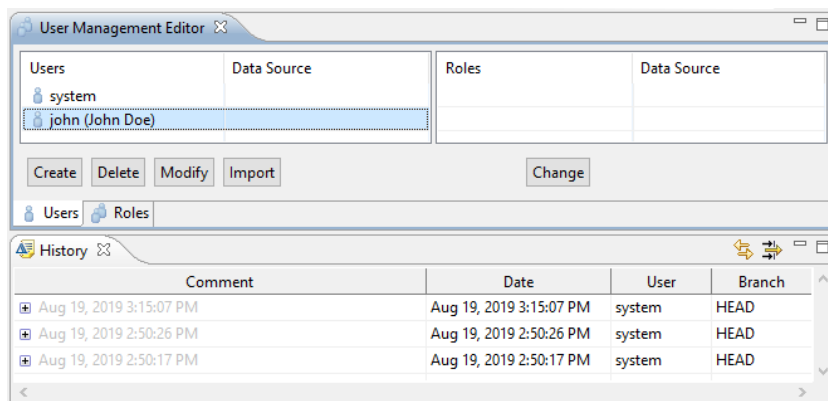 User Management Editor
Users Data Source Roles Data Source
system
john (John Doe)
Create Delete Modify Import Change
Users Roles
History
Comment Date User Branch
Aug 19, 2019 3:15:07 PM Aug 19, 2019 3:15:07 PM system HEAD
Aug 19, 2019 2:50:26 PM Aug 19, 2019 2:50:26 PM system HEAD
Aug 19, 2019 2:50:17 PM Aug 19, 2019 2:50:17 PM system HEAD